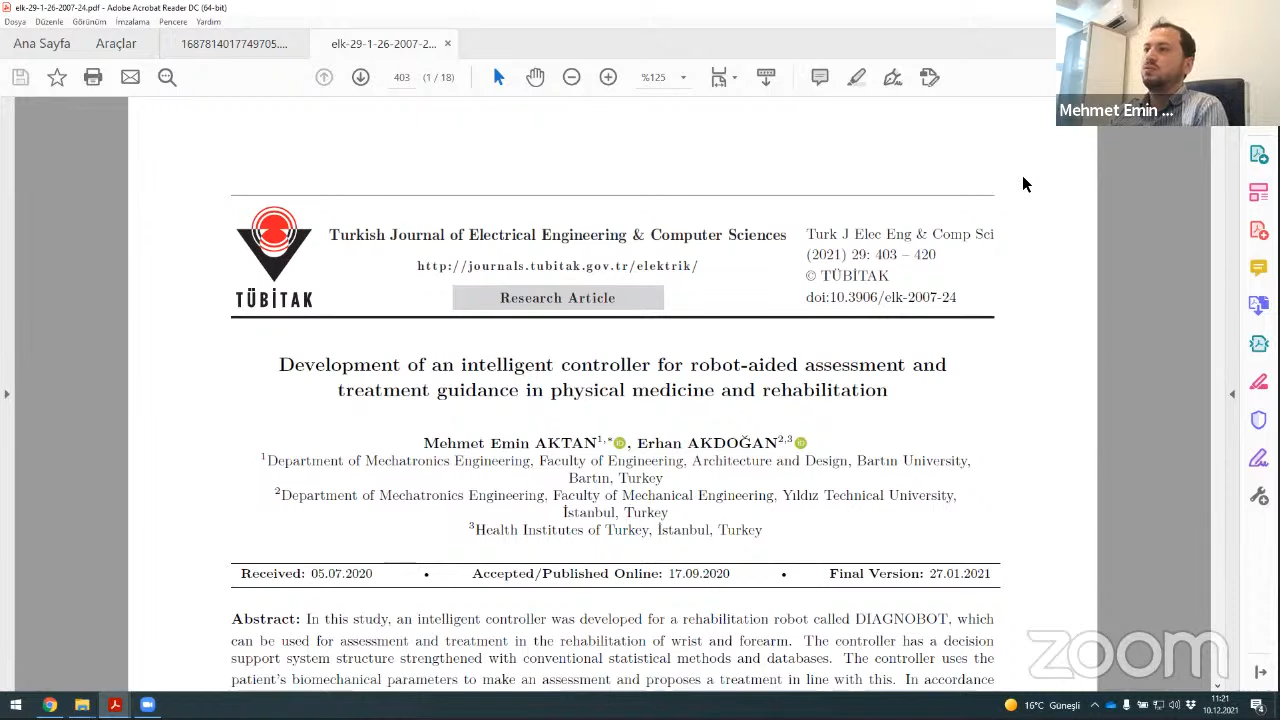 elk-29-1-26-2007-24.pdf - Adobe Acrobat Reader DC (64-bit)
Dosya Düzenle Görünüm İmzalama Pencere Yardım
Ana Sayfa Araçlar 1687814017749705.... elk-29-1-26-2007-2... ×
403 (1 / 18) %125
Mehmet Emin ...
TÜBİTAK
Turkish Journal of Electrical Engineering & Computer Sciences
http://journals.tubitak.gov.tr/elektrik/
Research Article
Turk J Elec Eng & Comp Sci
(2021) 29: 403 – 420
© TÜBİTAK
doi:10.3906/elk-2007-24
Development of an intelligent controller for robot-aided assessment and
treatment guidance in physical medicine and rehabilitation
Mehmet Emin AKTAN1,*, Erhan AKDOĞAN2,3
1Department of Mechatronics Engineering, Faculty of Engineering, Architecture and Design, Bartın University,
Bartın, Turkey
2Department of Mechatronics Engineering, Faculty of Mechanical Engineering, Yıldız Technical University,
İstanbul, Turkey
3Health Institutes of Turkey, İstanbul, Turkey
Received: 05.07.2020 • Accepted/Published Online: 17.09.2020 • Final Version: 27.01.2021
Abstract: In this study, an intelligent controller was developed for a rehabilitation robot called DIAGNOBOT, which
can be used for assessment and treatment in the rehabilitation of wrist and forearm. The controller has a decision
support system structure strengthened with conventional statistical methods and databases. The controller uses the
patient's biomechanical parameters to make an assessment and proposes a treatment in line with this. In accordance
zoom
16°C Güneşli
11:21
10.12.2021
4